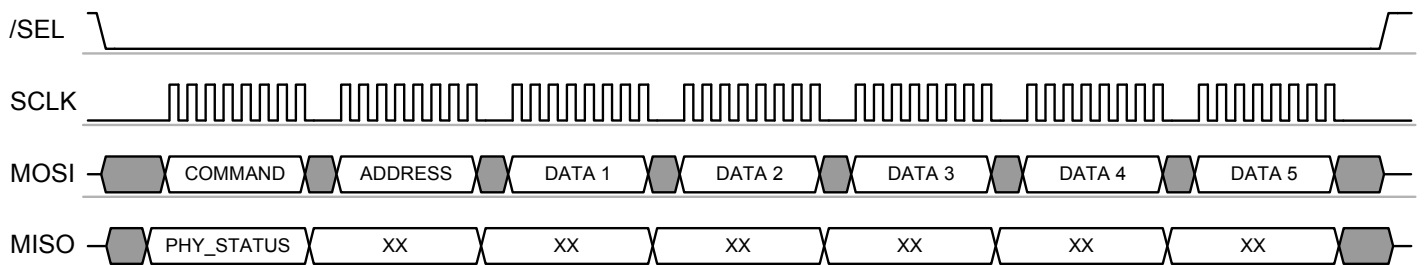 /SEL
SCLK
MOSI COMMAND ADDRESS DATA 1 DATA 2 DATA 3 DATA 4 DATA 5
MISO PHY_STATUS XX XX XX XX XX XX